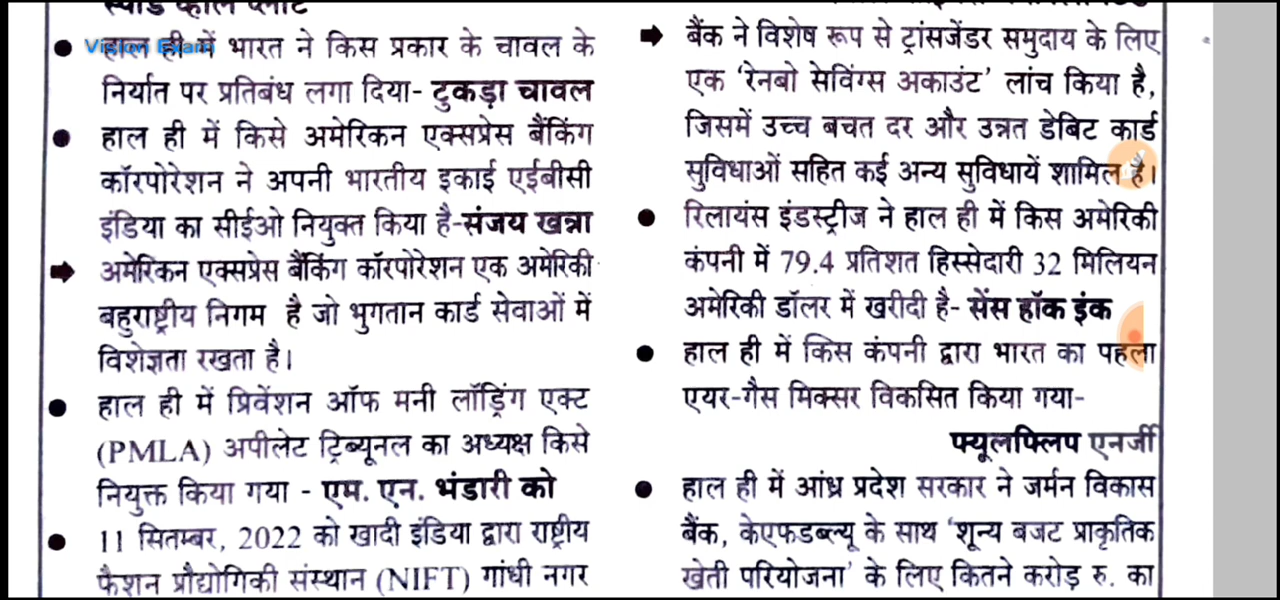 हाल ही में भारत ने किस प्रकार के चावल के
निर्यात पर प्रतिबंध लगा दिया- टुकड़ा चावल
Vision Exam
● हाल ही में किसे अमेरिकन एक्सप्रेस बैंकिंग
कॉरपोरेशन ने अपनी भारतीय इकाई एईबीसी
इंडिया का सीईओ नियुक्त किया है-संजय खन्ना
➡ अमेरिकन एक्सप्रेस बैंकिंग कॉरपोरेशन एक अमेरिकी
बहुराष्ट्रीय निगम है जो भुगतान कार्ड सेवाओं में
विशेज्ञता रखता है।
● हाल ही में प्रिवेंशन ऑफ मनी लॉड्रिंग एक्ट
(PMLA) अपीलेट ट्रिब्यूनल का अध्यक्ष किसे
नियुक्त किया गया - एम. एन. भंडारी को
● 11 सितम्बर, 2022 को खादी इंडिया द्वारा राष्ट्रीय
फैशन प्रौद्योगिकी संस्थान (NIFT) गांधी नगर
➡ बैंक ने विशेष रूप से ट्रांसजेंडर समुदाय के लिए
एक ‘रेनबो सेविंग्स अकाउंट’ लांच किया है,
जिसमें उच्च बचत दर और उन्नत डेबिट कार्ड
सुविधाओं सहित कई अन्य सुविधायें शामिल है।
● रिलायंस इंडस्ट्रीज ने हाल ही में किस अमेरिकी
कंपनी में 79.4 प्रतिशत हिस्सेदारी 32 मिलियन
अमेरिकी डॉलर में खरीदी है- सेंस हॉक इंक
● हाल ही में किस कंपनी द्वारा भारत का पहला
एयर-गैस मिक्सर विकसित किया गया-
फ्यूलफ्लिप एनर्जी
● हाल ही में आंध्र प्रदेश सरकार ने जर्मन विकास
बैंक, केएफडब्ल्यू के साथ ‘शून्य बजट प्राकृतिक
खेती परियोजना’ के लिए कितने करोड़ रु. का